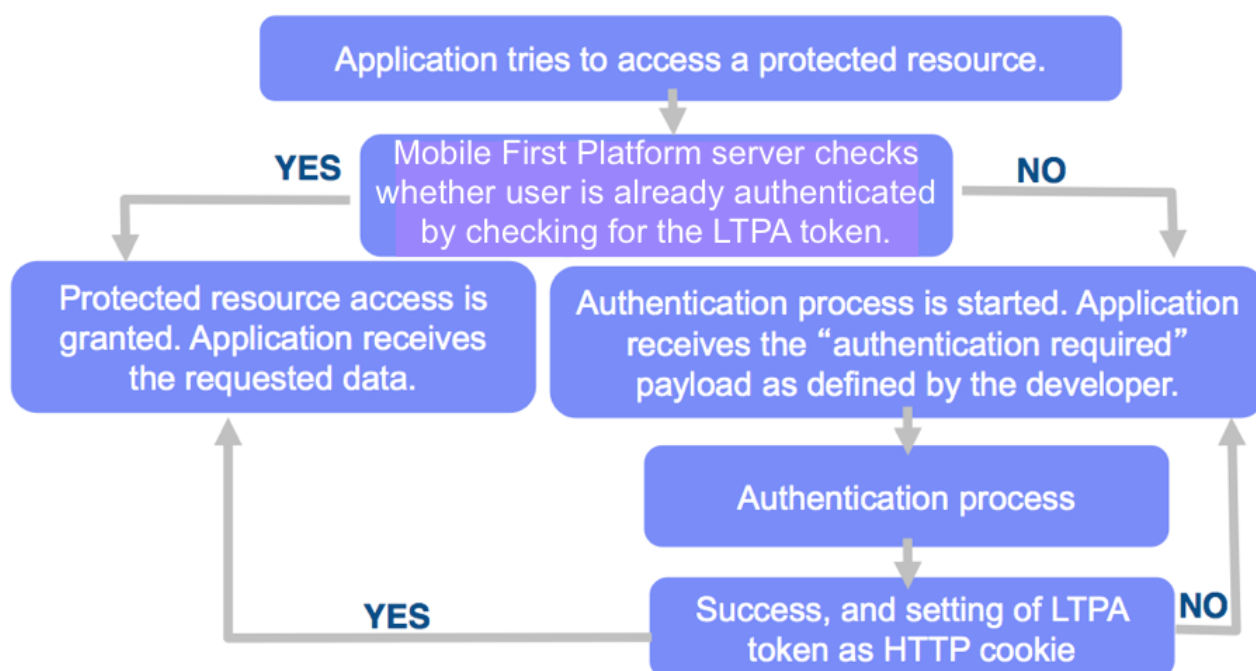 Application tries to access a protected resource.
YES
Mobile First Platform server checks
whether user is already authenticated
by checking for the LTPA token.
NO
Protected resource access is
granted. Application receives
the requested data.
Authentication process is started. Application
receives the “authentication required”
payload as defined by the developer.
Authentication process
YES
Success, and setting of LTPA
token as HTTP cookie
NO